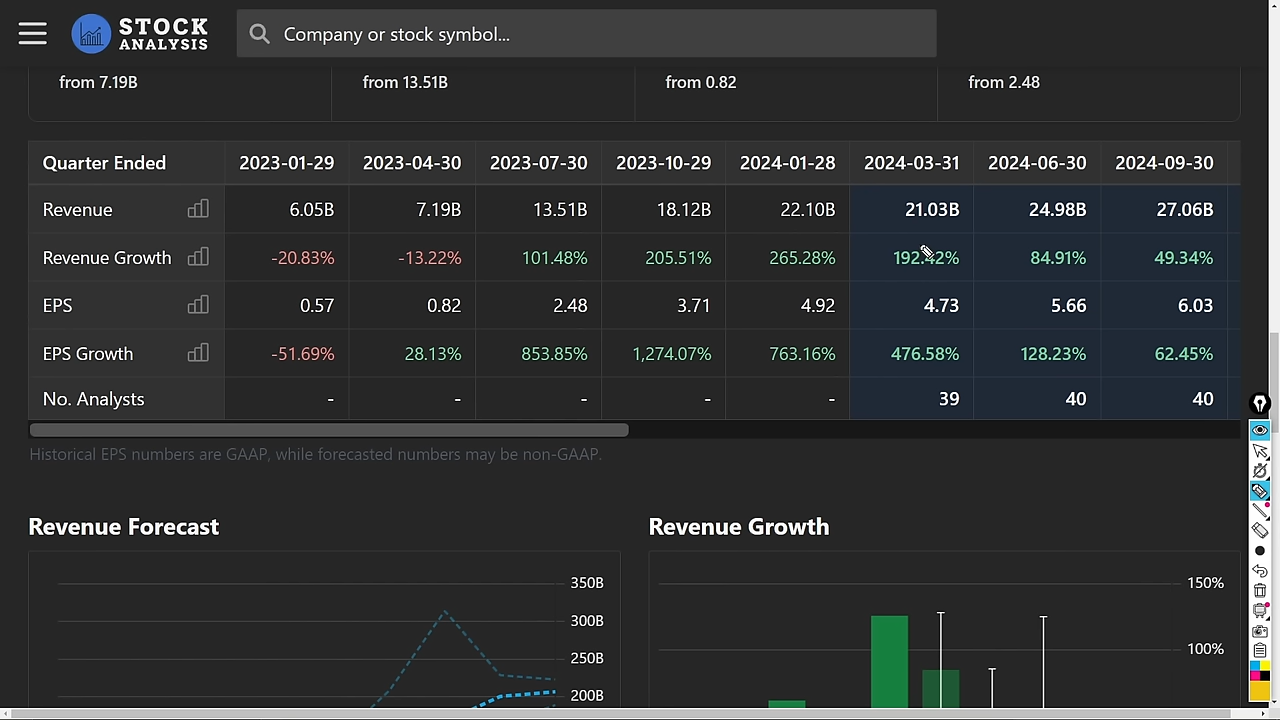 STOCK
ANALYSIS
Company or stock symbol...
from 7.19B from 13.51B from 0.82 from 2.48
Quarter Ended 2023-01-29 2023-04-30 2023-07-30 2023-10-29 2024-01-28 2024-03-31 2024-06-30 2024-09-30
Revenue 6.05B 7.19B 13.51B 18.12B 22.10B 21.03B 24.98B 27.06B
Revenue Growth -20.83% -13.22% 101.48% 205.51% 265.28% 192.42% 84.91% 49.34%
EPS 0.57 0.82 2.48 3.71 4.92 4.73 5.66 6.03
EPS Growth -51.69% 28.13% 853.85% 1,274.07% 763.16% 476.58% 128.23% 62.45%
No. Analysts - - - - - 39 40 40
Historical EPS numbers are GAAP, while forecasted numbers may be non-GAAP.
Revenue Forecast Revenue Growth
350B 150%
300B
250B 100%
200B